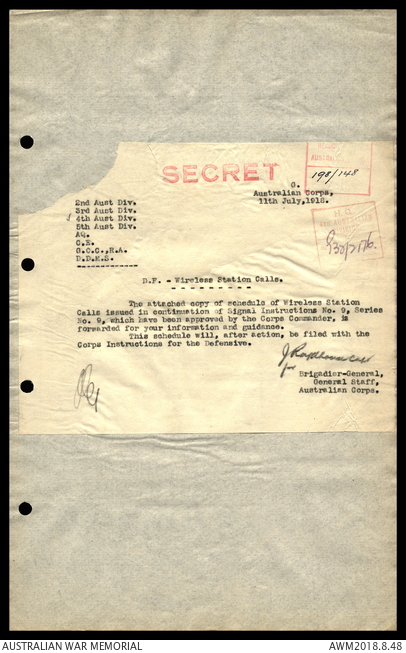 SECRET
AUSTRAL
198/148
G.
Australian Corps,
11th July,1918.
2nd Aust Div.
3rd Aust Div.
4th Aust Div.
5th Aust Div.
AQ.
C.E.
G.O.C.,R.A.
D.D.M.S.
D.F. - Wireless Station Calls.
The attached copy of schedule of Wireless Station
Calls issued in continuation of Signal Instructions No. 9, Series
No. 9, which have been approved by the Corps Commander, is
forwarded for your information and guidance.
This schedule will, after action, be filed with the
Corps Instructions for the Defensive.
for
Brigadier-General,
General Staff,
Australian Corps.
AUSTRALIAN WAR MEMORIAL
AWM2018.8.48